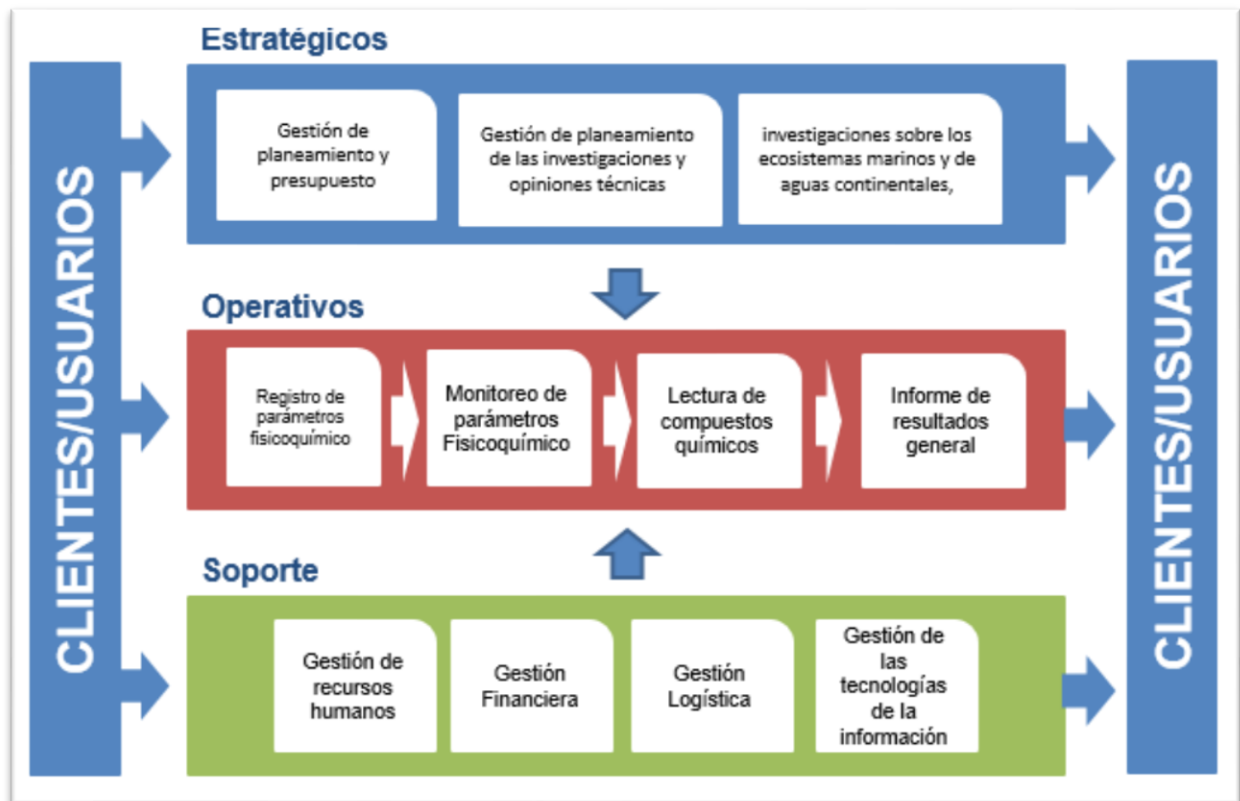 CLIENTES/USUARIOS
Estratégicos
Gestión de
planeamiento y
presupuesto
Gestión de planeamiento
de las investigaciones y
opiniones técnicas
investigaciones sobre los
ecosistemas marinos y de
aguas continentales,
Operativos
Registro de
parámetros
fisicoquímico
Monitoreo de
parámetros
Fisicoquímico
Lectura de
compuestos
químicos
Informe de
resultados
general
Soporte
Gestión de
recursos
humanos
Gestión
Financiera
Gestión
Logística
Gestión de
las
tecnologías
de la
información
CLIENTES/USUARIOS